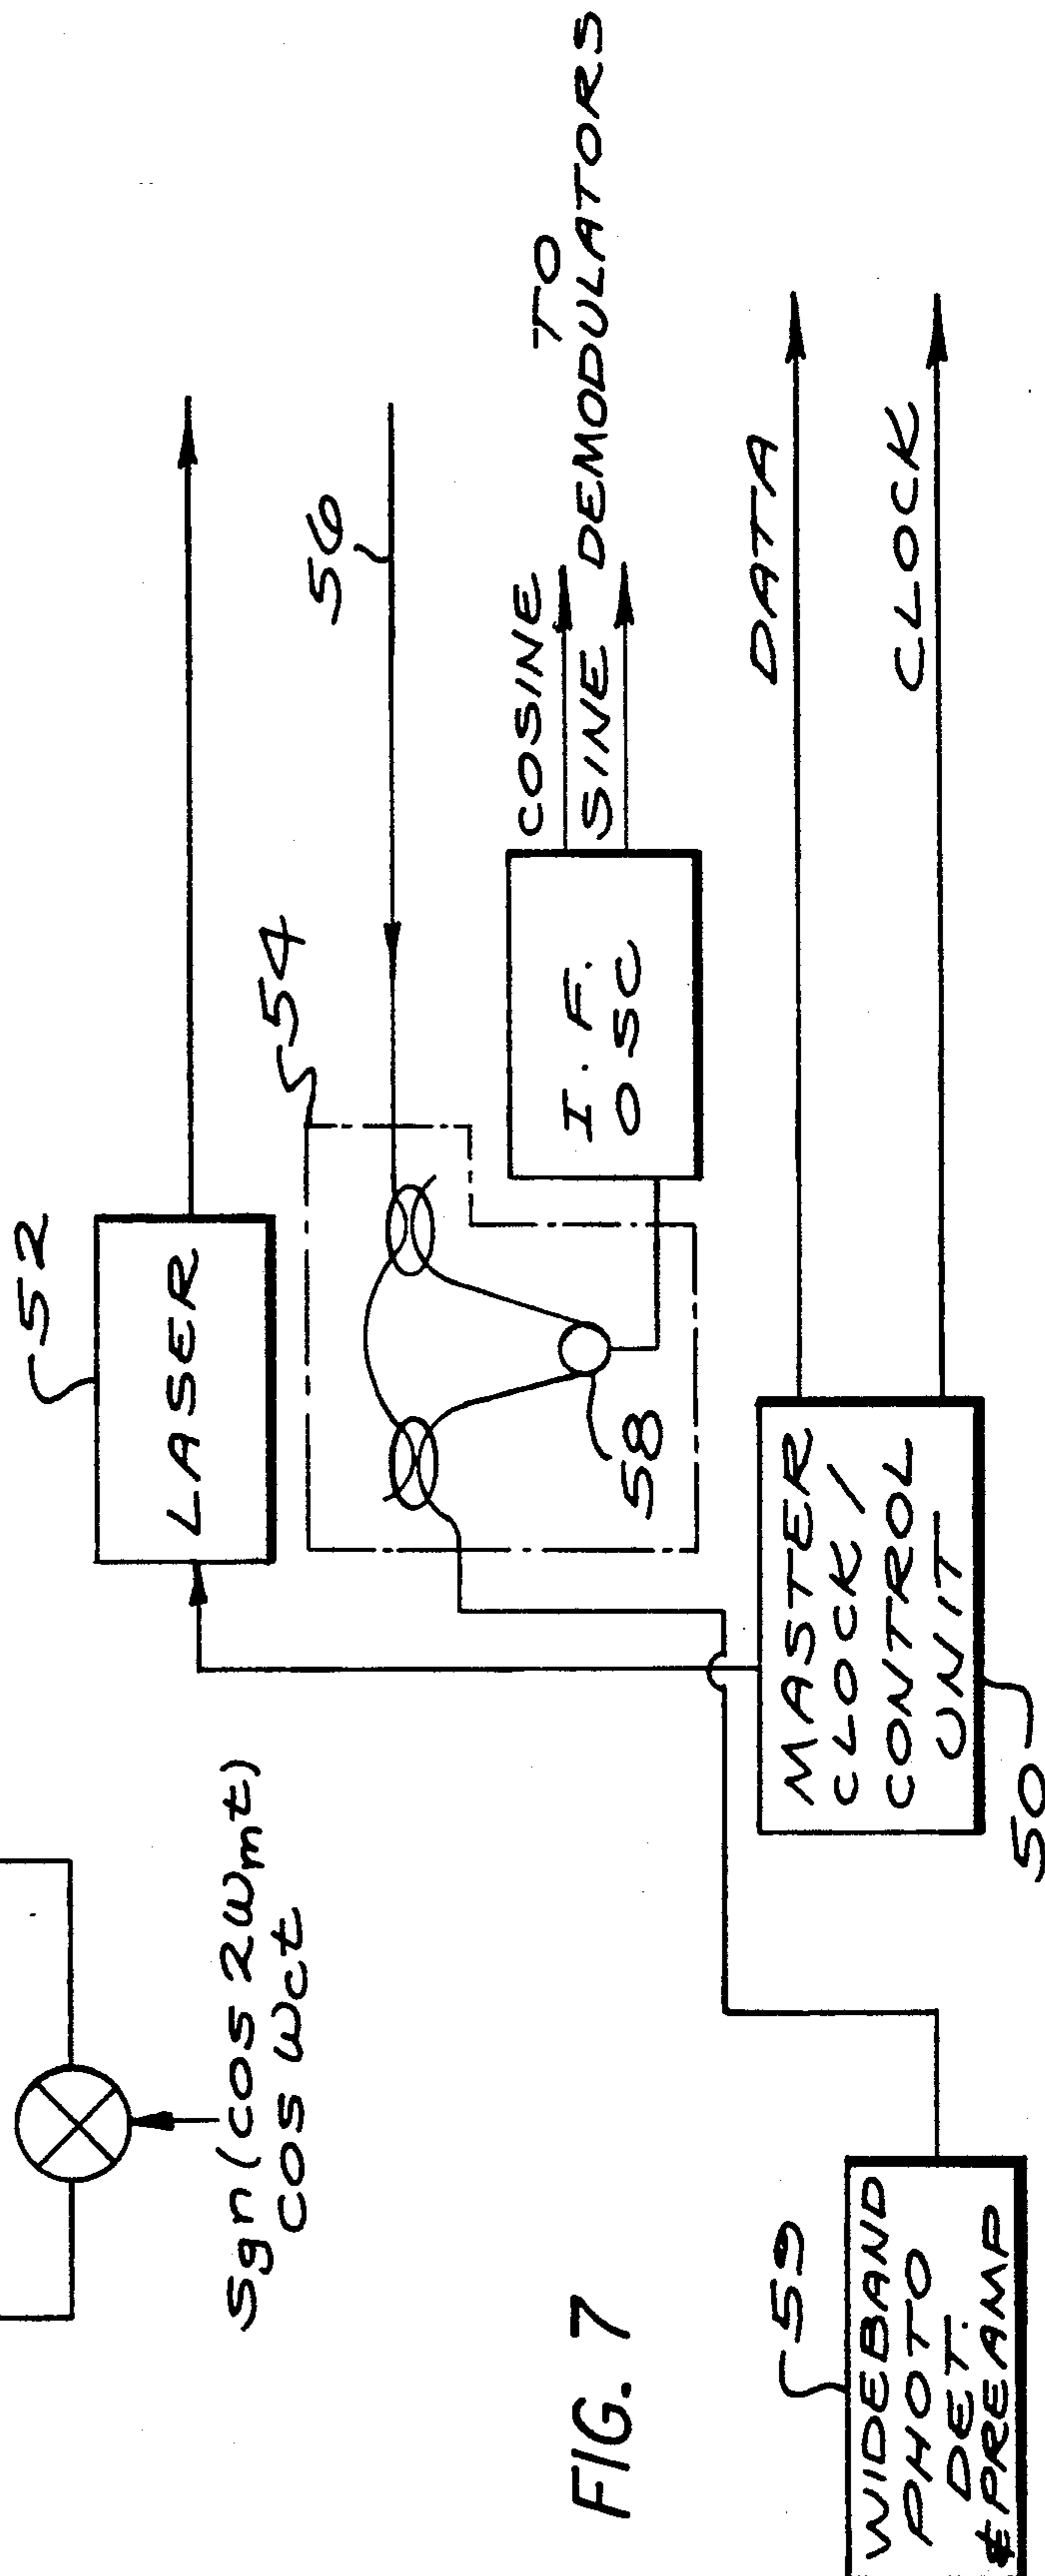 52
LASER
54
56
COSINE
SINE
TO
DEMODULATORS
I. F.
OSC
58
DATA
CLOCK
MASTER
CLOCK /
CONTROL
UNIT
50
Sgn (cos 2ωmt)
cos ωct
FIG. 7
59
WIDEBAND
PHOTO
DET.
& PREAMP